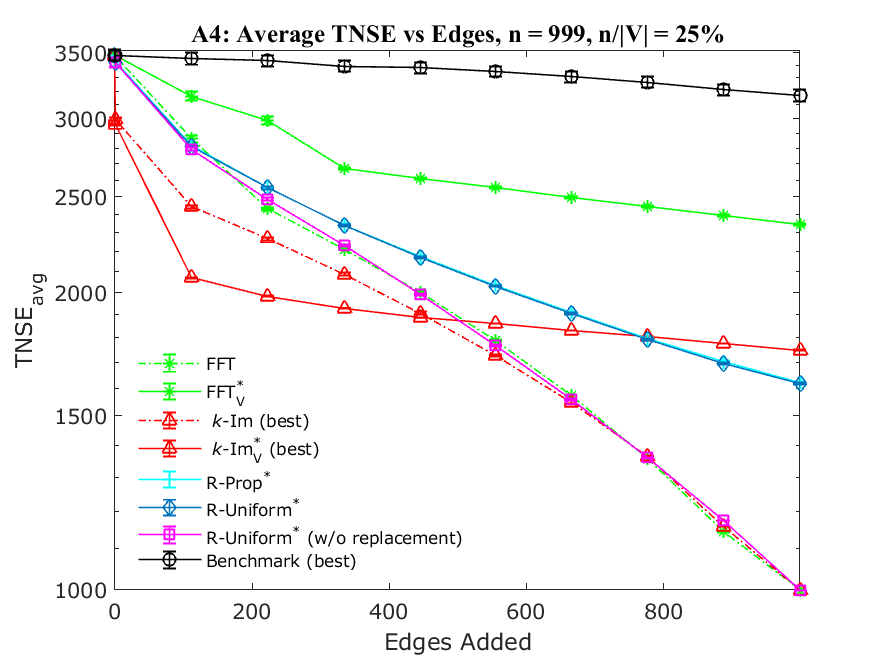 A4: Average TNSE vs Edges, n = 999, n/|V| = 25%
3500
3000
2500
2000
1500
1000
TNSE_avg
FFT
FFT*_V
k-Im (best)
k-Im*_V (best)
R-Prop*
R-Uniform*
R-Uniform* (w/o replacement)
Benchmark (best)
0 200 400 600 800
Edges Added